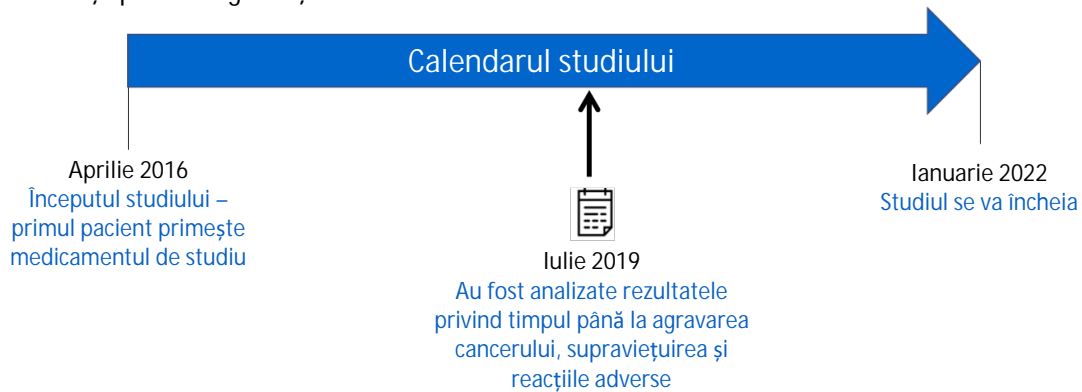 Calendarul studiului
Aprilie 2016
Începutul studiului –
primul pacient primește
medicamentul de studiu
Iulie 2019
Au fost analizate rezultatele
privind timpul până la agravarea
cancerului, supraviețuirea și
reacțiile adverse
Ianuarie 2022
Studiul se va încheia